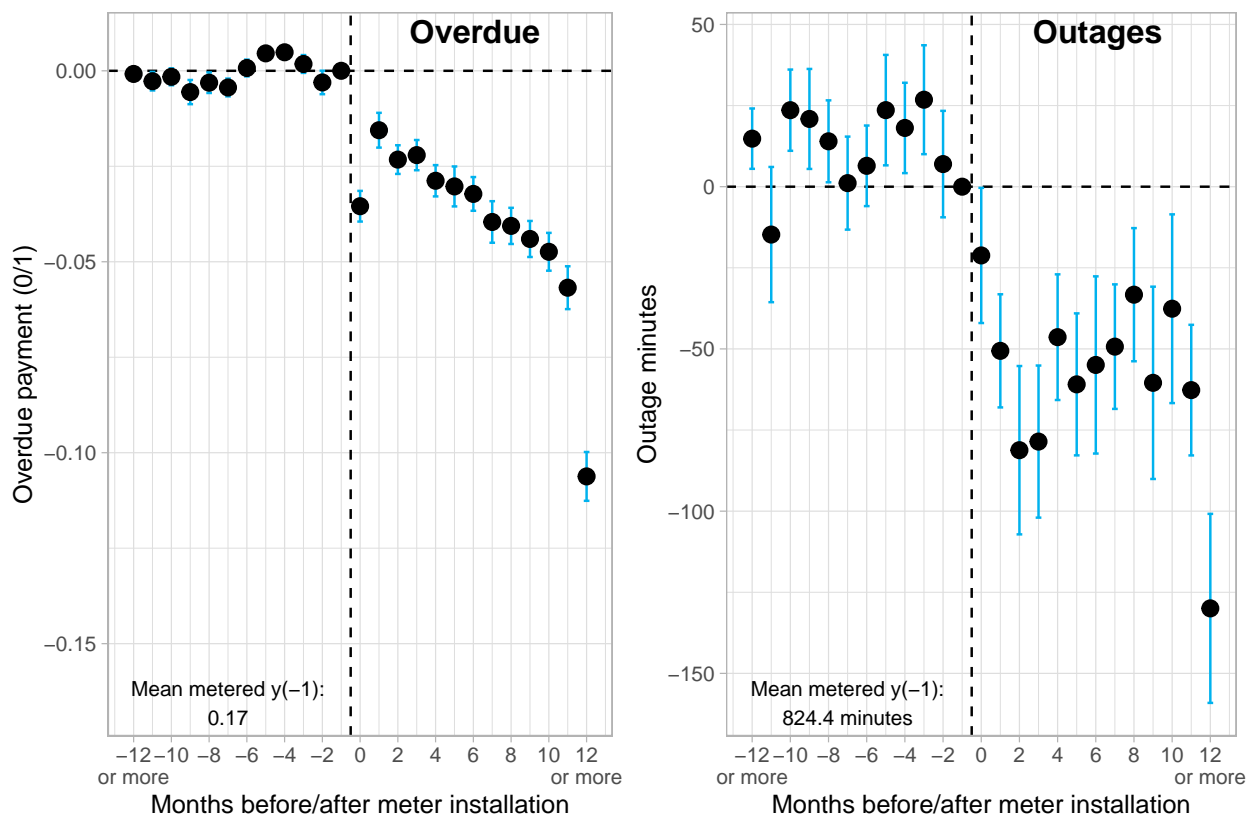 Overdue
Overdue payment (0/1)
0.00
−0.05
−0.10
−0.15
Mean metered y(−1):
0.17
−12 −10 −8 −6 −4 −2 0 2 4 6 8 10 12
or more or more
Months before/after meter installation
Outages
Outage minutes
50
0
−50
−100
−150
Mean metered y(−1):
824.4 minutes
−12 −10 −8 −6 −4 −2 0 2 4 6 8 10 12
or more or more
Months before/after meter installation